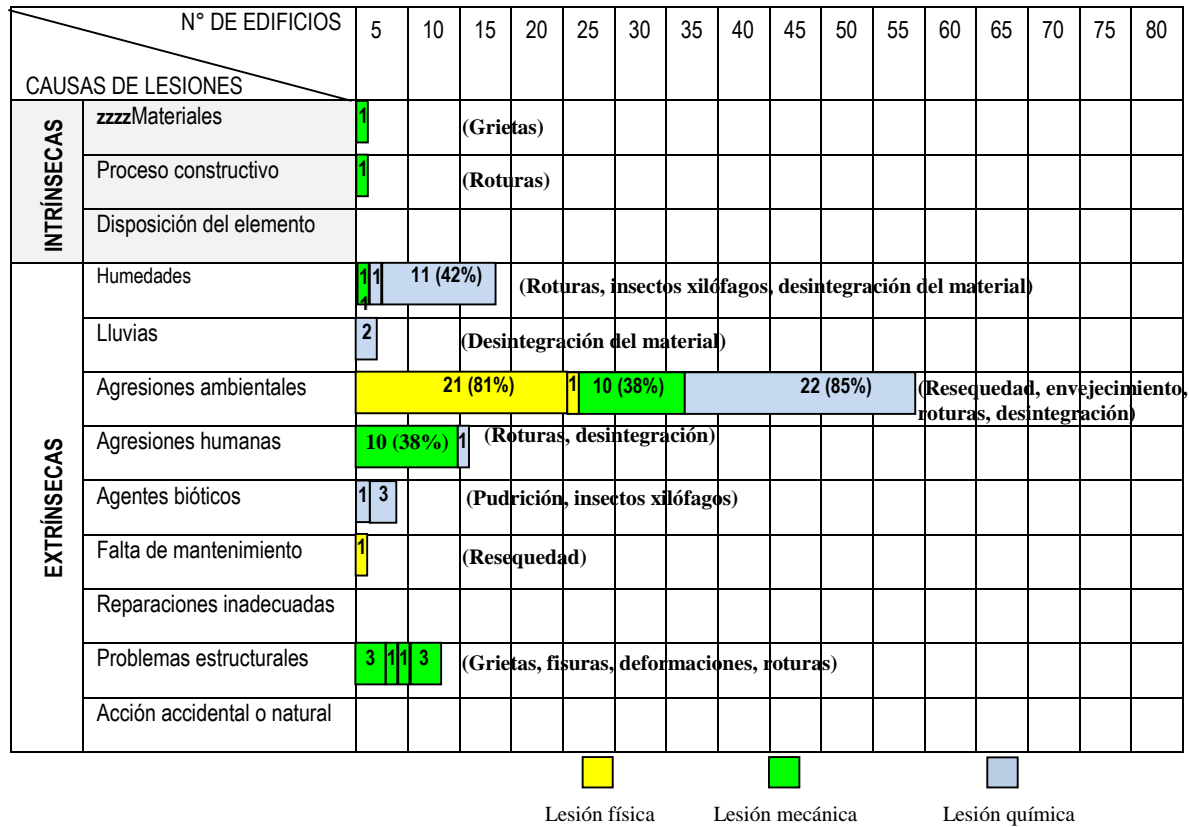 N° DE EDIFICIOS 5 10 15 20 25 30 35 40 45 50 55 60 65 70 75 80
CAUSAS DE LESIONES
INTRÍNSECAS
zzzzMateriales 1 (Grietas)
Proceso constructivo 1 (Roturas)
Disposición del elemento
EXTRÍNSECAS
Humedades 1 1 11 (42%) (Roturas, insectos xilófagos, desintegración del material)
1
Lluvias 2 (Desintegración del material)
Agresiones ambientales 21 (81%) 1 10 (38%) 22 (85%) (Resequedad, envejecimiento,
roturas, desintegración)
Agresiones humanas 10 (38%) 1 (Roturas, desintegración)
Agentes bióticos 1 3 (Pudrición, insectos xilófagos)
Falta de mantenimiento 1 (Resequedad)
Reparaciones inadecuadas
Problemas estructurales 3 1 1 3 (Grietas, fisuras, deformaciones, roturas)
Acción accidental o natural
Lesión física Lesión mecánica Lesión química